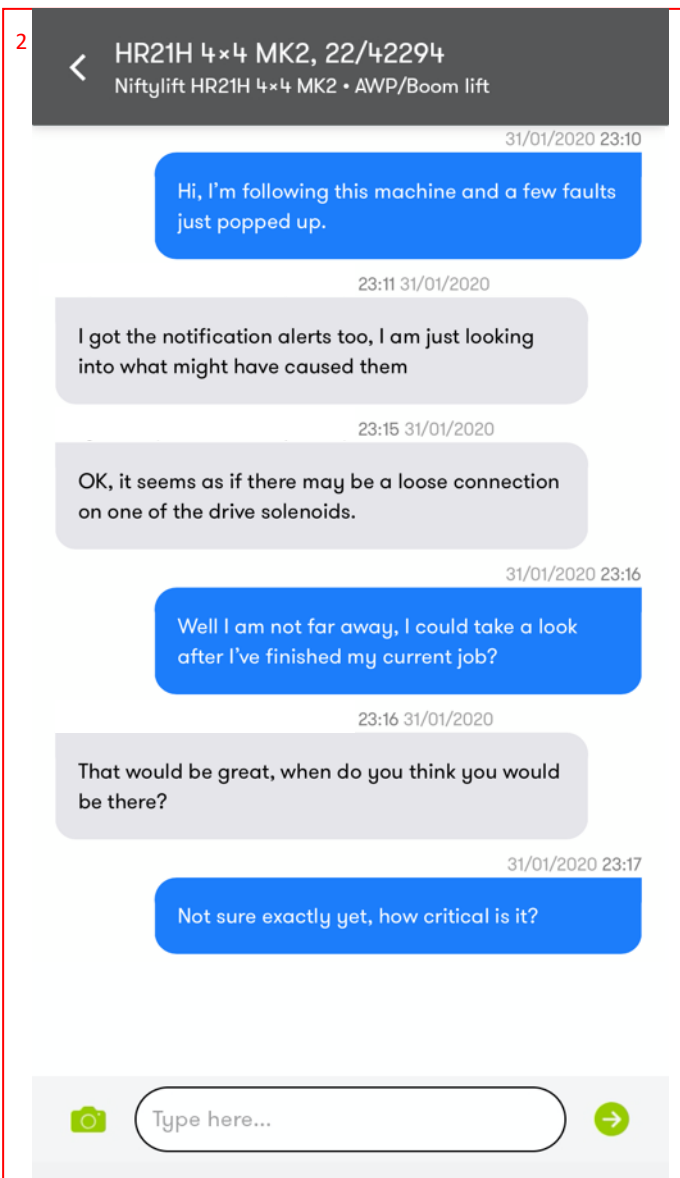 2
HR21H 4×4 MK2, 22/42294
Niftylift HR21H 4×4 MK2 • AWP/Boom lift
31/01/2020 23:10
Hi, I’m following this machine and a few faults
just popped up.
23:11 31/01/2020
I got the notification alerts too, I am just looking
into what might have caused them
23:15 31/01/2020
OK, it seems as if there may be a loose connection
on one of the drive solenoids.
31/01/2020 23:16
Well I am not far away, I could take a look
after I’ve finished my current job?
23:16 31/01/2020
That would be great, when do you think you would
be there?
31/01/2020 23:17
Not sure exactly yet, how critical is it?
Type here...